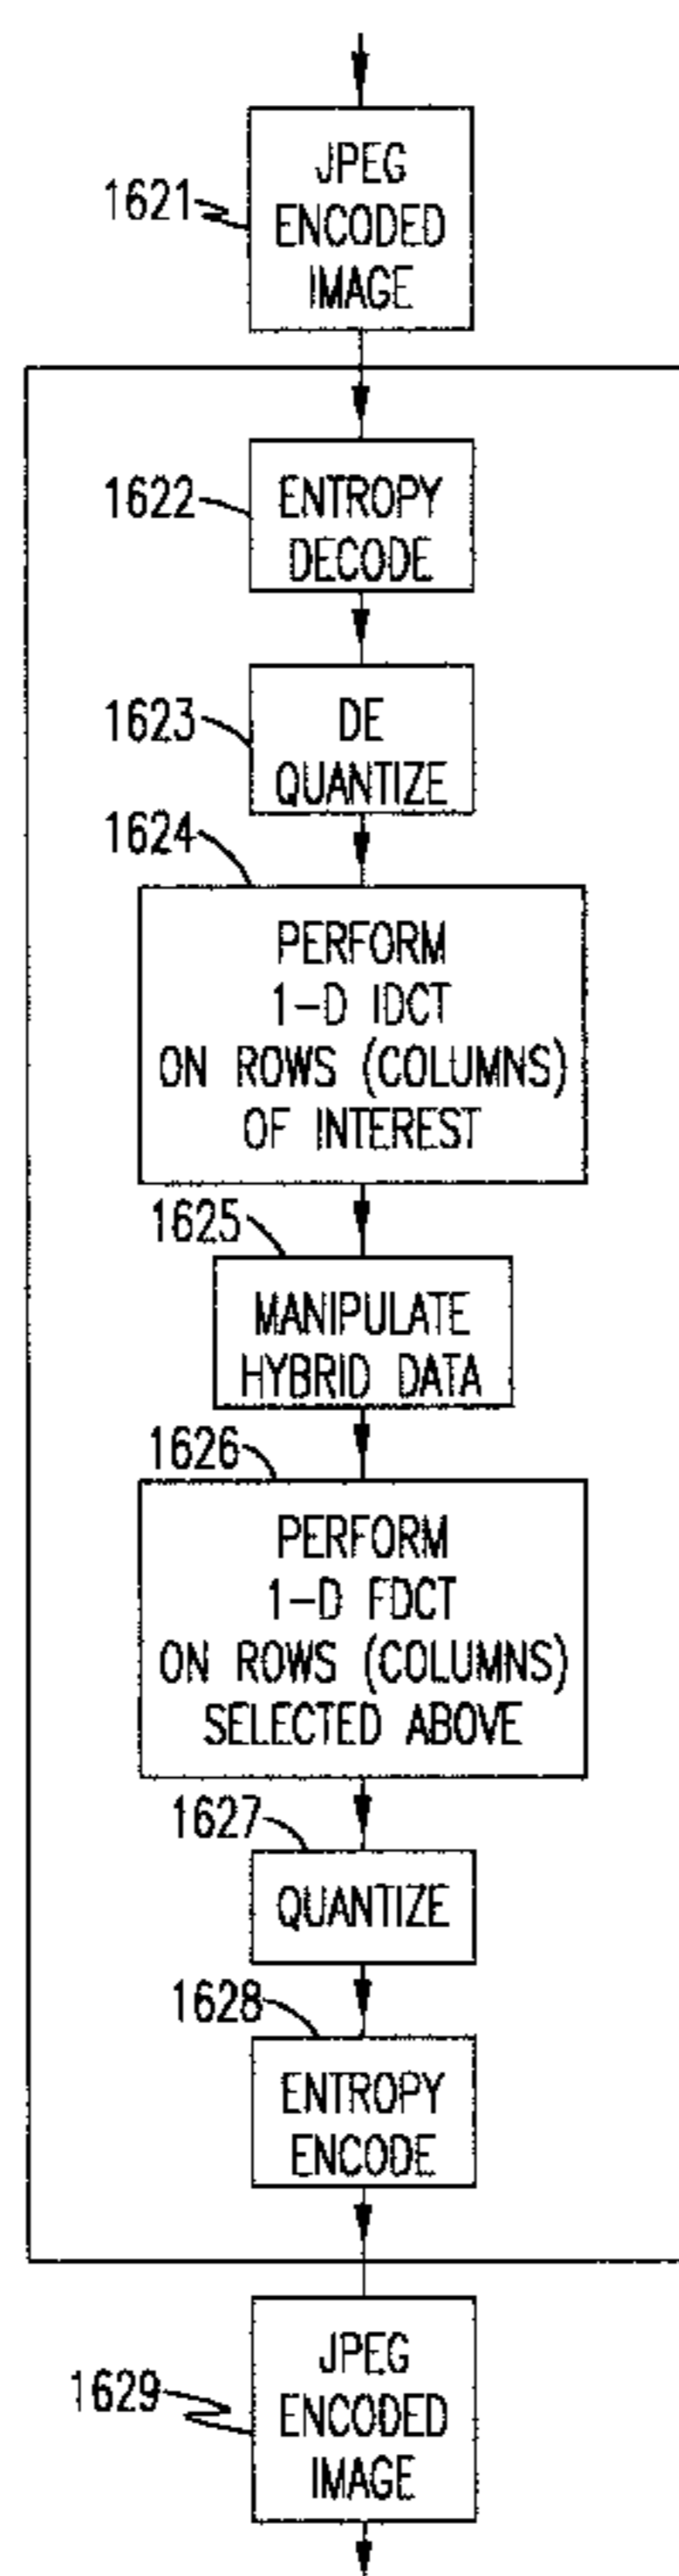 JPEG
ENCODED
IMAGE
1621
ENTROPY
DECODE
1622
DE
QUANTIZE
1623
1624
PERFORM
1-D IDCT
ON ROWS (COLUMNS)
OF INTEREST
1625
MANIPULATE
HYBRID DATA
1626
PERFORM
1-D FDCT
ON ROWS (COLUMNS)
SELECTED ABOVE
1627
QUANTIZE
1628
ENTROPY
ENCODE
JPEG
ENCODED
IMAGE
1629